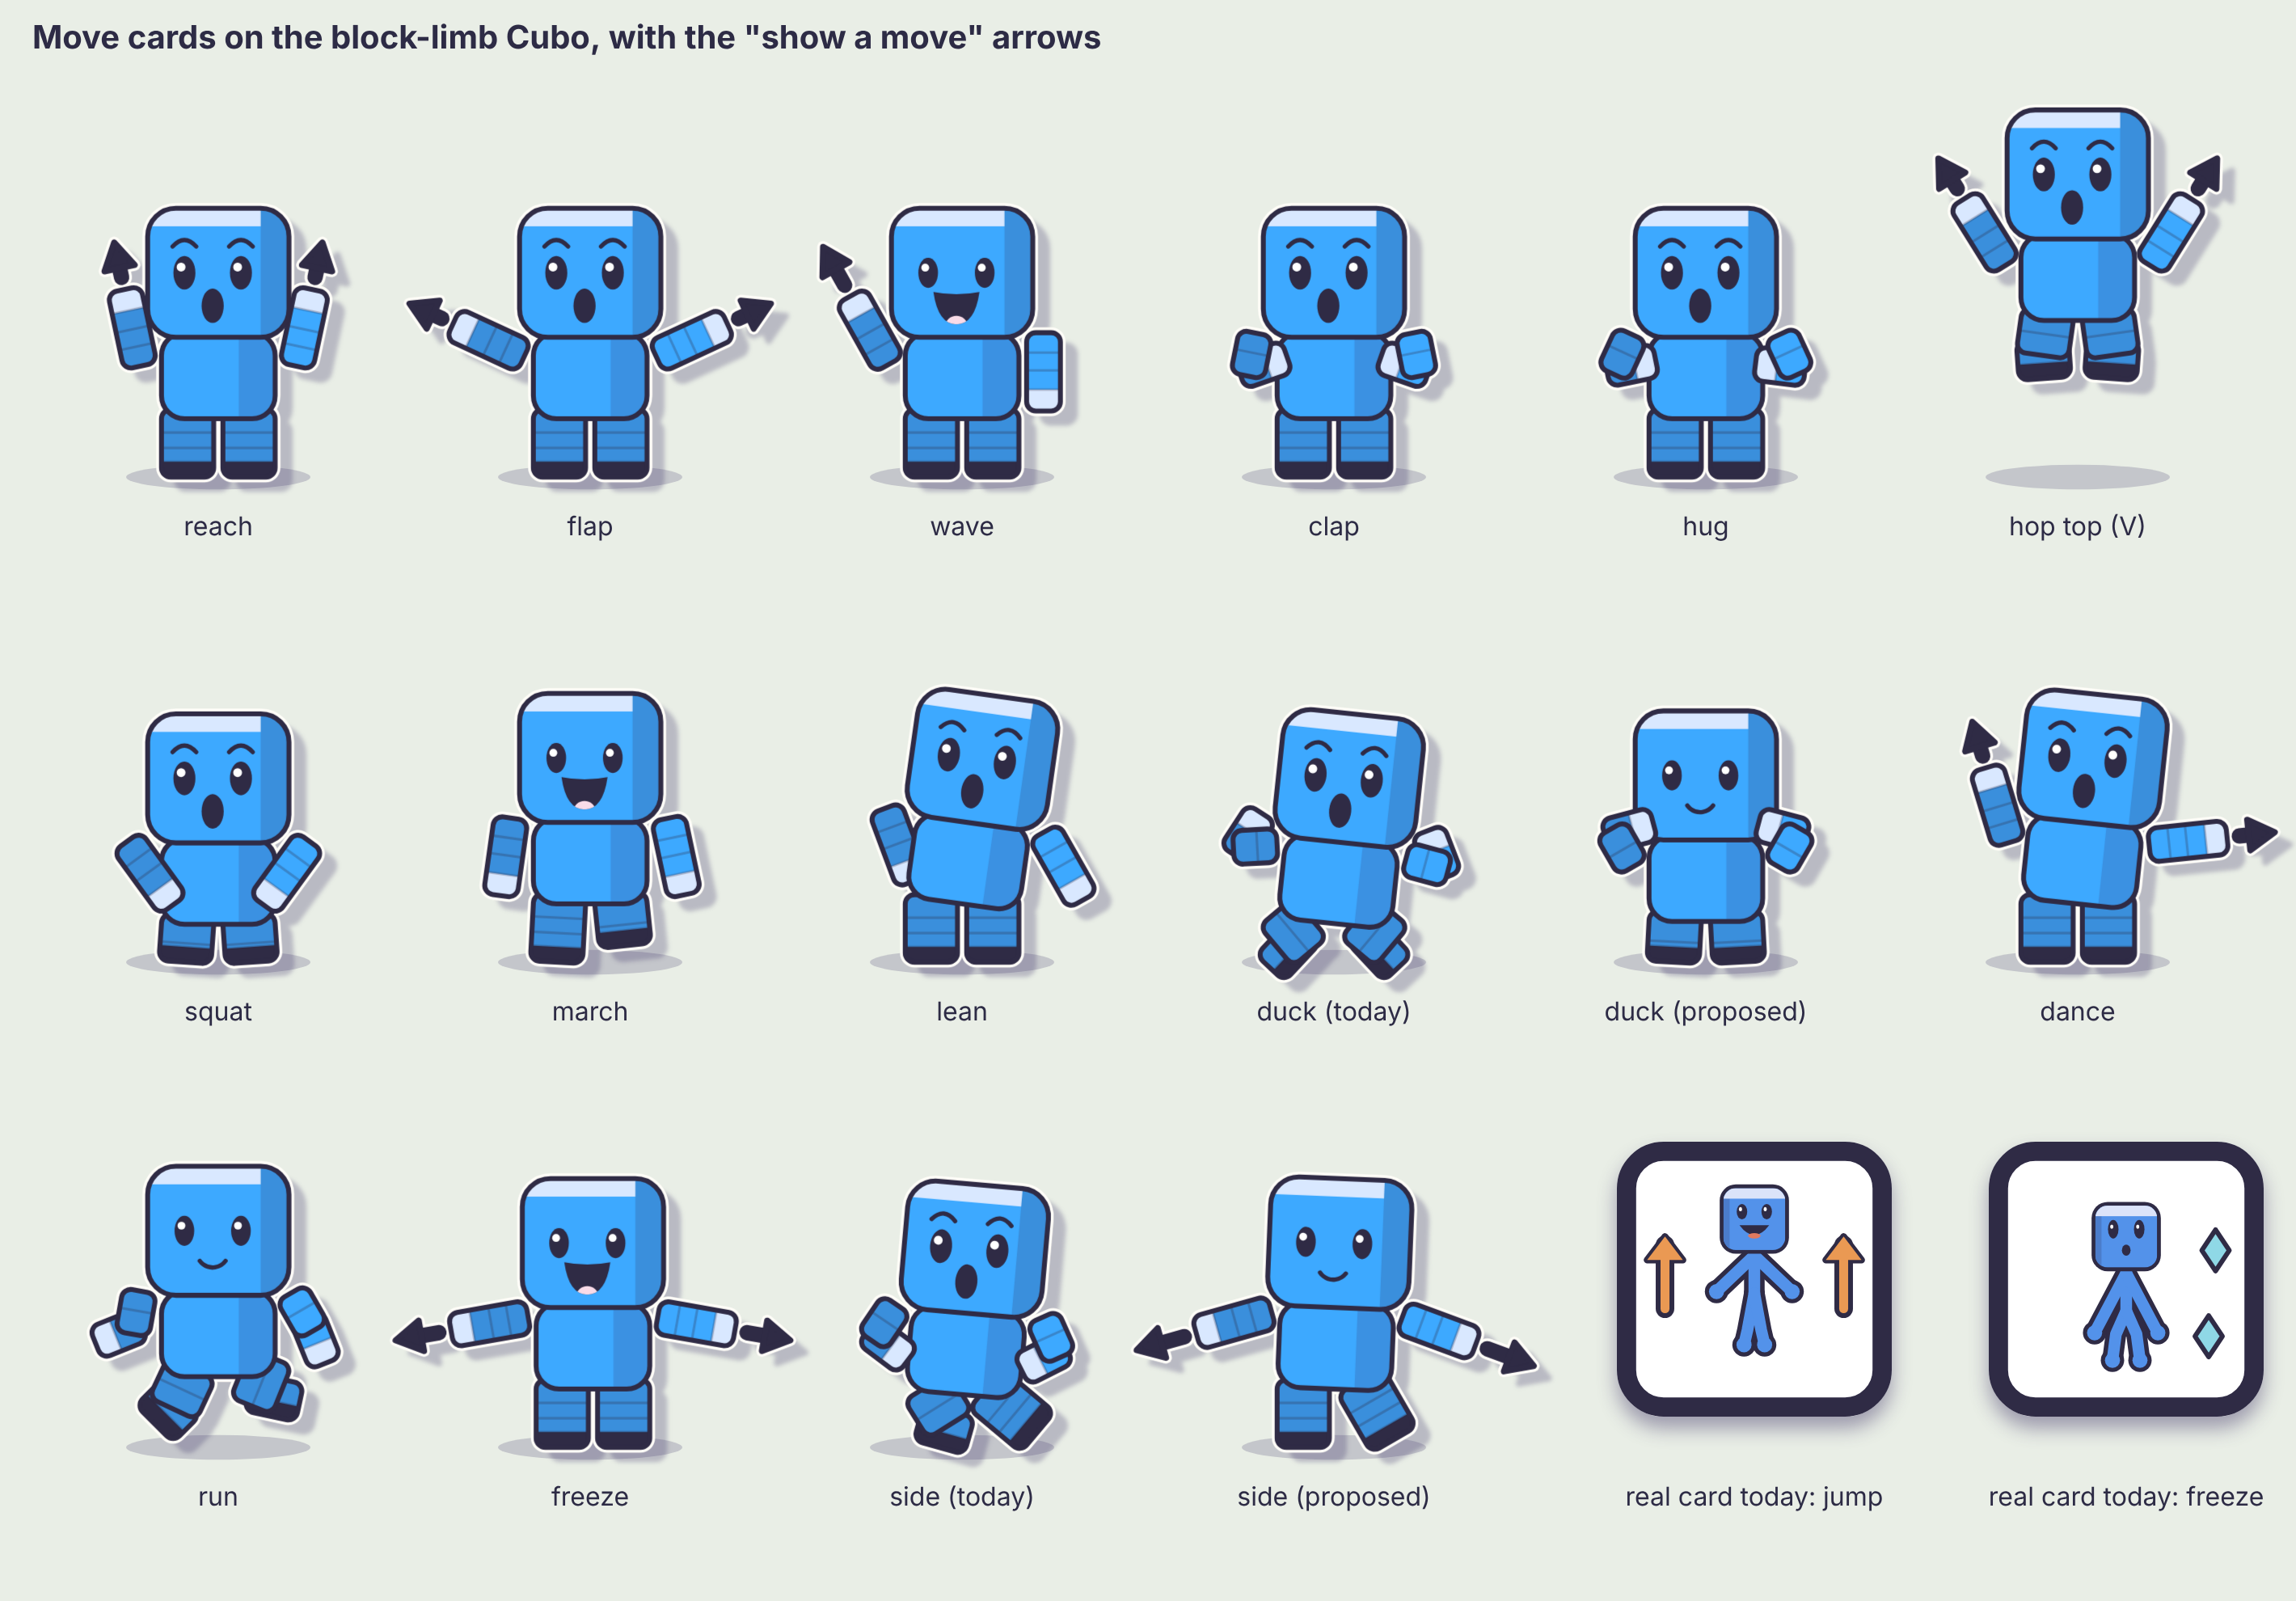 Move cards on the block-limb Cubo, with the "show a move" arrows
reach
flap
wave
clap
hug
hop top (V)
squat
march
lean
duck (today)
duck (proposed)
dance
run
freeze
side (today)
side (proposed)
real card today: jump
real card today: freeze